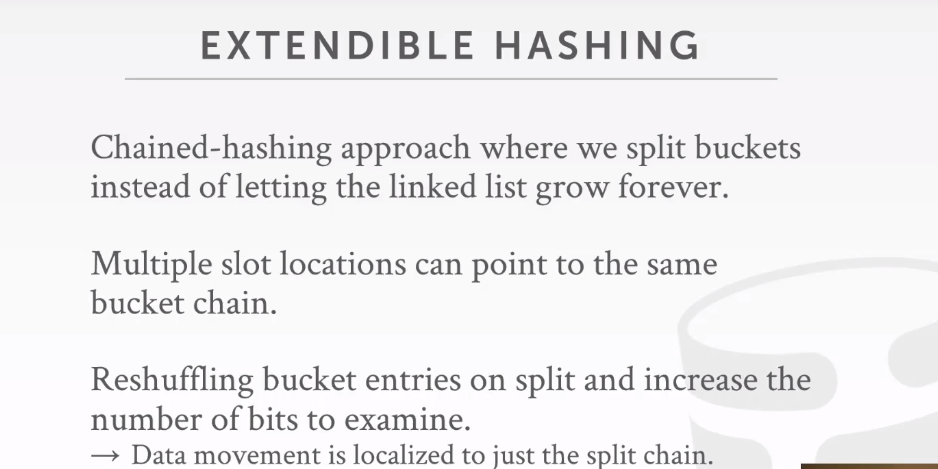 EXTENDIBLE HASHING
Chained-hashing approach where we split buckets
instead of letting the linked list grow forever.
Multiple slot locations can point to the same
bucket chain.
Reshuffling bucket entries on split and increase the
number of bits to examine.
→ Data movement is localized to just the split chain.